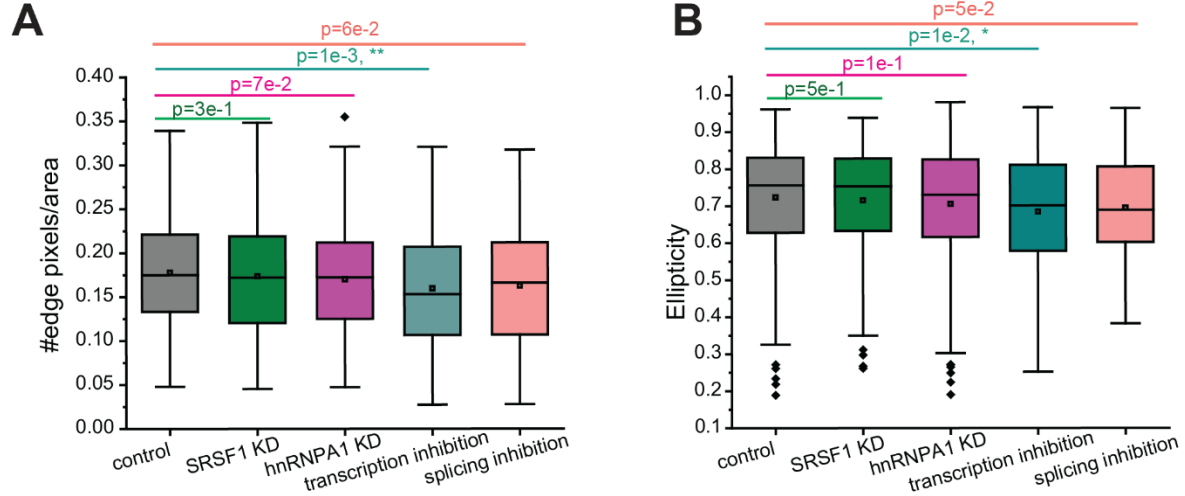 A
p=6e-2
p=1e-3, **
p=7e-2
p=3e-1
0.40
0.35
0.30
0.25
0.20
0.15
0.10
0.05
0.00
#edge pixels/area
control
SRSF1 KD
hnRNPA1 KD
transcription inhibition
splicing inhibition
B
p=5e-2
p=1e-2, *
p=1e-1
p=5e-1
1.0
0.9
0.8
0.7
0.6
0.5
0.4
0.3
0.2
0.1
Ellipticity
control
SRSF1 KD
hnRNPA1 KD
transcription inhibition
splicing inhibition